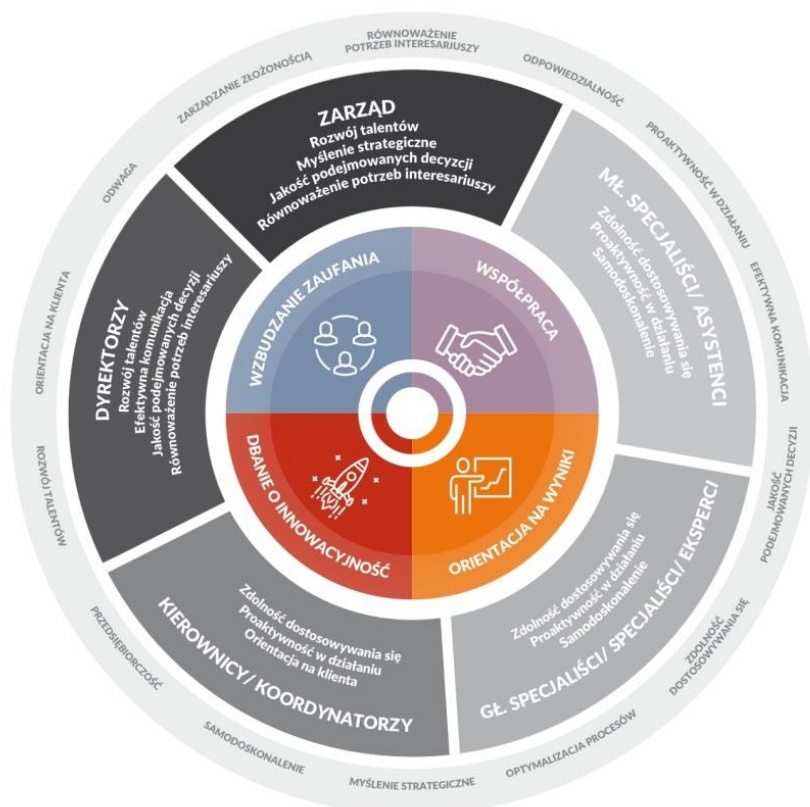 RÓWNOWAŻENIE
POTRZEB INTERESARIUSZY
ODPOWIEDZIALNOŚĆ
PROAKTYWNOŚĆ W DZIAŁANIU
EFEKTYWNA KOMUNIKACJA
JAKOŚĆ
PODEJMOWANYCH DECYZJI
ZDOLNOŚĆ
DOSTOSOWYWANIA SIĘ
OPTYMALIZACJA PROCESÓW
MYŚLENIE STRATEGICZNE
SAMODOSKONALENIE
PRZEDSIĘBIORCZOŚĆ
ROZWÓJ TALENTÓW
ORIENTACJA NA KLIENTA
ODWAGA
ZARZĄDZANIE ZŁOŻONOŚCIĄ
ZARZĄD
Rozwój talentów
Myślenie strategiczne
Jakość podejmowanych decyzcji
Równoważenie potrzeb interesariuszy
MŁ. SPECJALIŚCI/ ASYSTENCI
Zdolność dostosowywania się
Proaktywność w działaniu
Samodoskonalenie
GŁ. SPECJALIŚCI/ SPECJALIŚCI/ EKSPERCI
Zdolność dostosowywania się
Proaktywność w działaniu
Samodoskonalenie
KIEROWNICY/ KOORDYNATORZY
Zdolność dostosowywania się
Proaktywność w działaniu
Orientacja na klienta
DYREKTORZY
Rozwój talentów
Efektywna komunikacja
Jakość podejmowanych decyzji
Równoważenie potrzeb interesariuszy
WZBUDZANIE ZAUFANIA
WSPÓŁPRACA
ORIENTACJA NA WYNIKI
DBANIE O INNOWACYJNOŚĆ